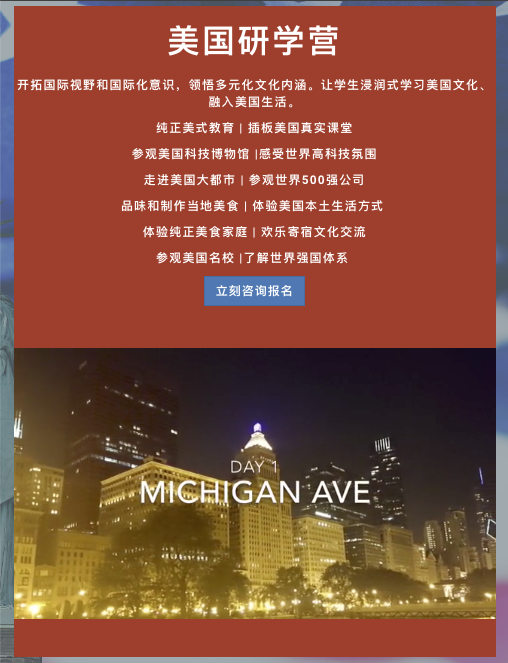 美国研学营
开拓国际视野和国际化意识，领悟多元化文化内涵。让学生浸润式学习美国文化、
融入美国生活。
纯正美式教育 | 插板美国真实课堂
参观美国科技博物馆 |感受世界高科技氛围
走进美国大都市 | 参观世界500强公司
品味和制作当地美食 | 体验美国本土生活方式
体验纯正美食家庭 | 欢乐寄宿文化交流
参观美国名校 |了解世界强国体系
立刻咨询报名
DAY 1
MICHIGAN AVE